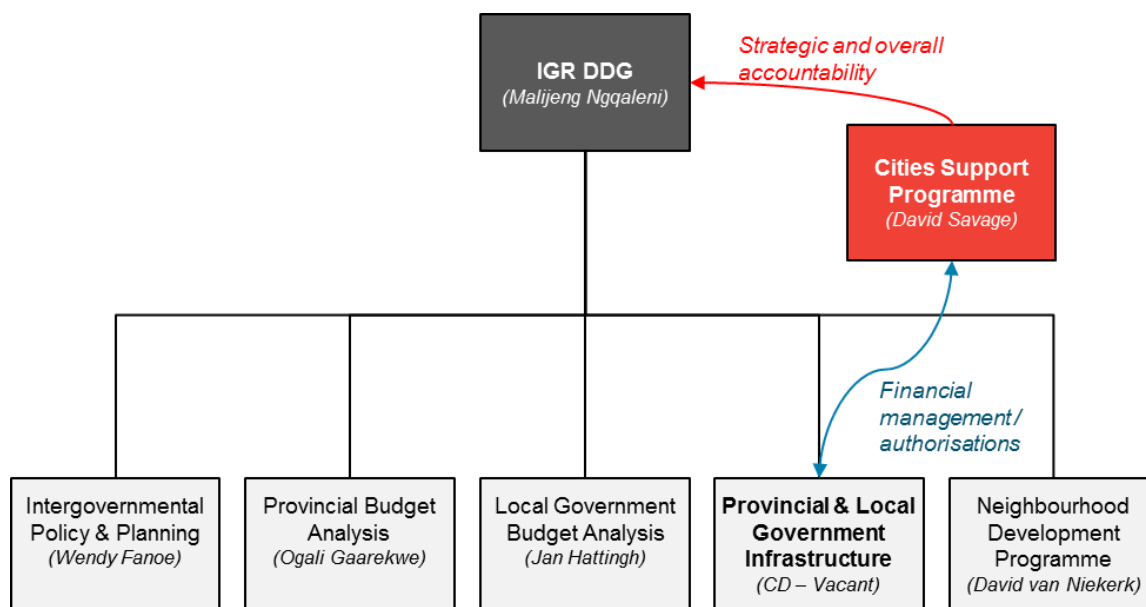 Strategic and overall
accountability
IGR DDG
(Malijeng Ngqaleni)
Cities Support
Programme
(David Savage)
Financial
management /
authorisations
Intergovernmental
Policy & Planning
(Wendy Fanoe)
Provincial Budget
Analysis
(Ogali Gaarekwe)
Local Government
Budget Analysis
(Jan Hattingh)
Provincial & Local
Government
Infrastructure
(CD – Vacant)
Neighbourhood
Development
Programme
(David van Niekerk)